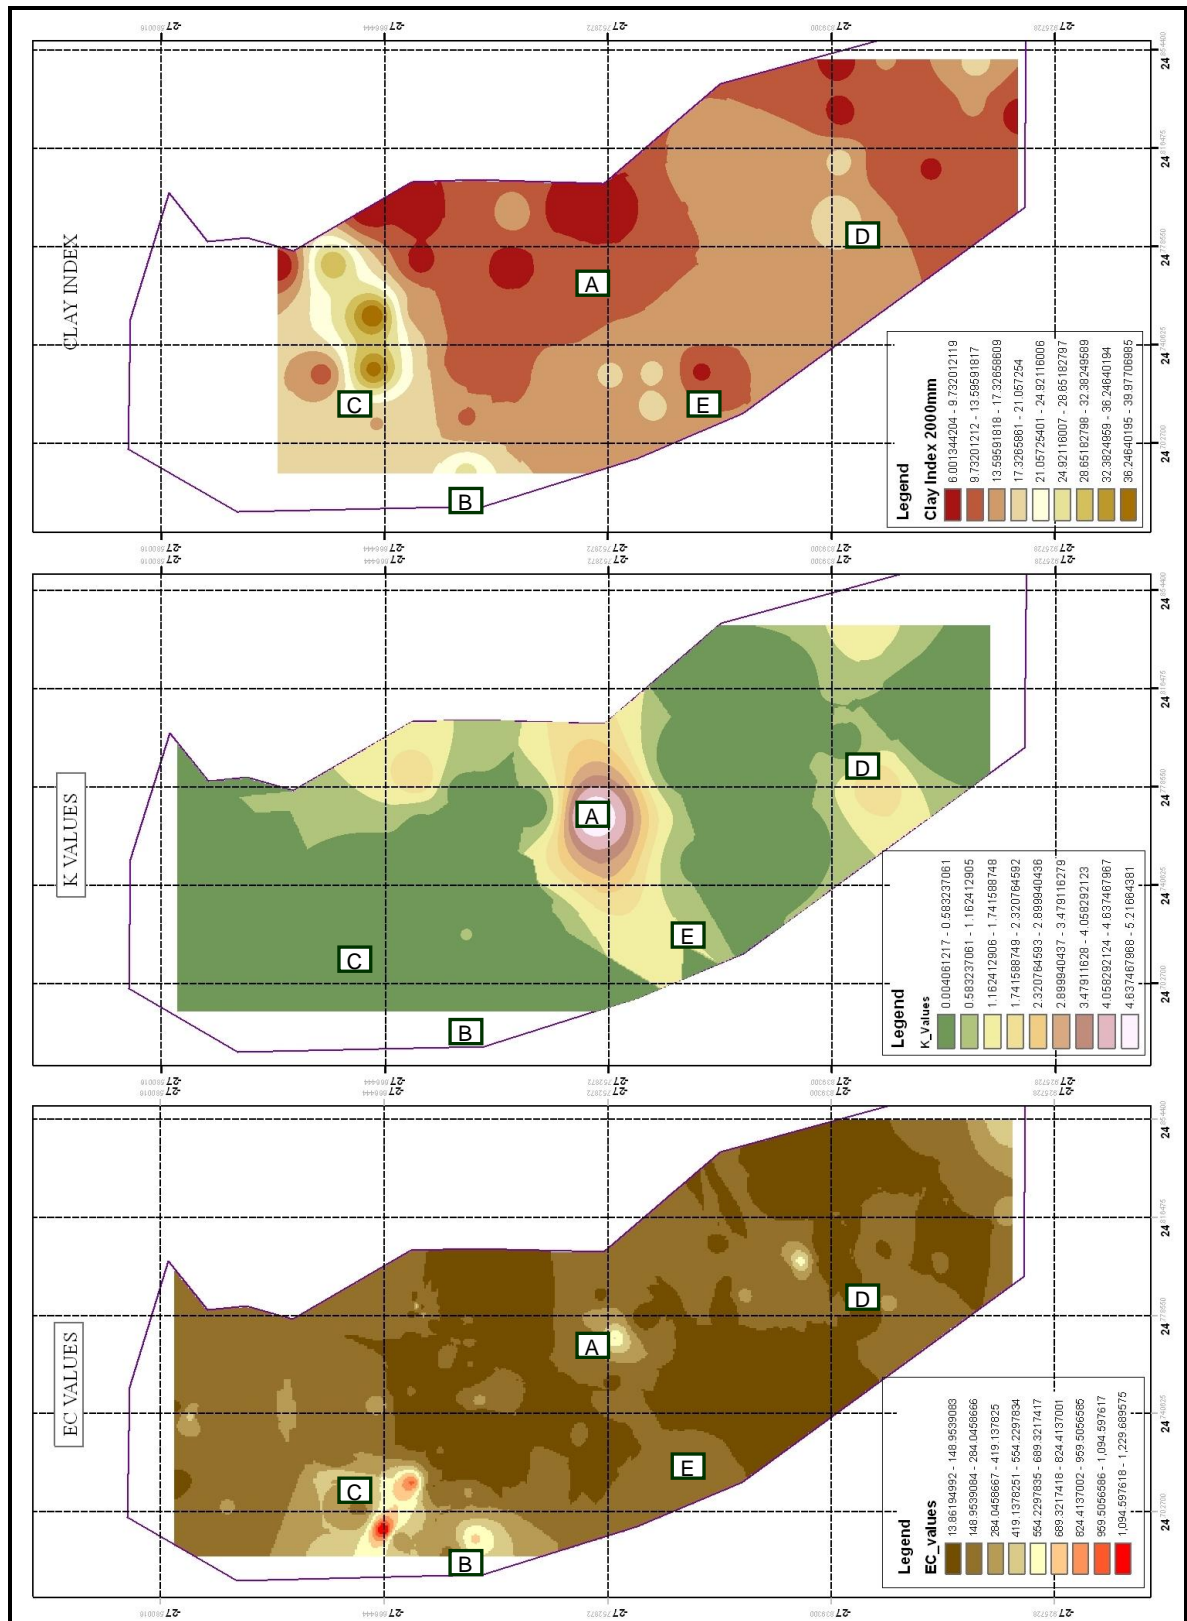 CLAY INDEX
A
B
C
D
E
Legend
Clay Index 2000mm
6.001344204 - 9.732012119
9.73201212 - 13.59591817
13.59591818 - 17.32658609
17.3265861 - 21.057254
21.05725401 - 24.92116006
24.92116007 - 28.65182797
28.65182798 - 32.38249589
32.3824959 - 36.24640194
36.24640195 - 39.97706985
K VALUES
A
B
C
D
E
Legend
K_Values
0.004061217 - 0.583237061
0.583237061 - 1.162412905
1.162412906 - 1.741588748
1.741588749 - 2.320764592
2.320764593 - 2.899940436
2.899940437 - 3.479116279
3.47911628 - 4.058292123
4.058292124 - 4.637467967
4.637467968 - 5.21664381
EC VALUES
A
B
C
D
E
Legend
EC_values
13.86194992 - 148.9539083
148.9539084 - 284.0458666
284.0458667 - 419.137825
419.1378251 - 554.2297834
554.2297835 - 689.3217417
689.3217418 - 824.4137001
824.4137002 - 959.5056585
959.5056586 - 1,094.597617
1,094.597618 - 1,229.689575